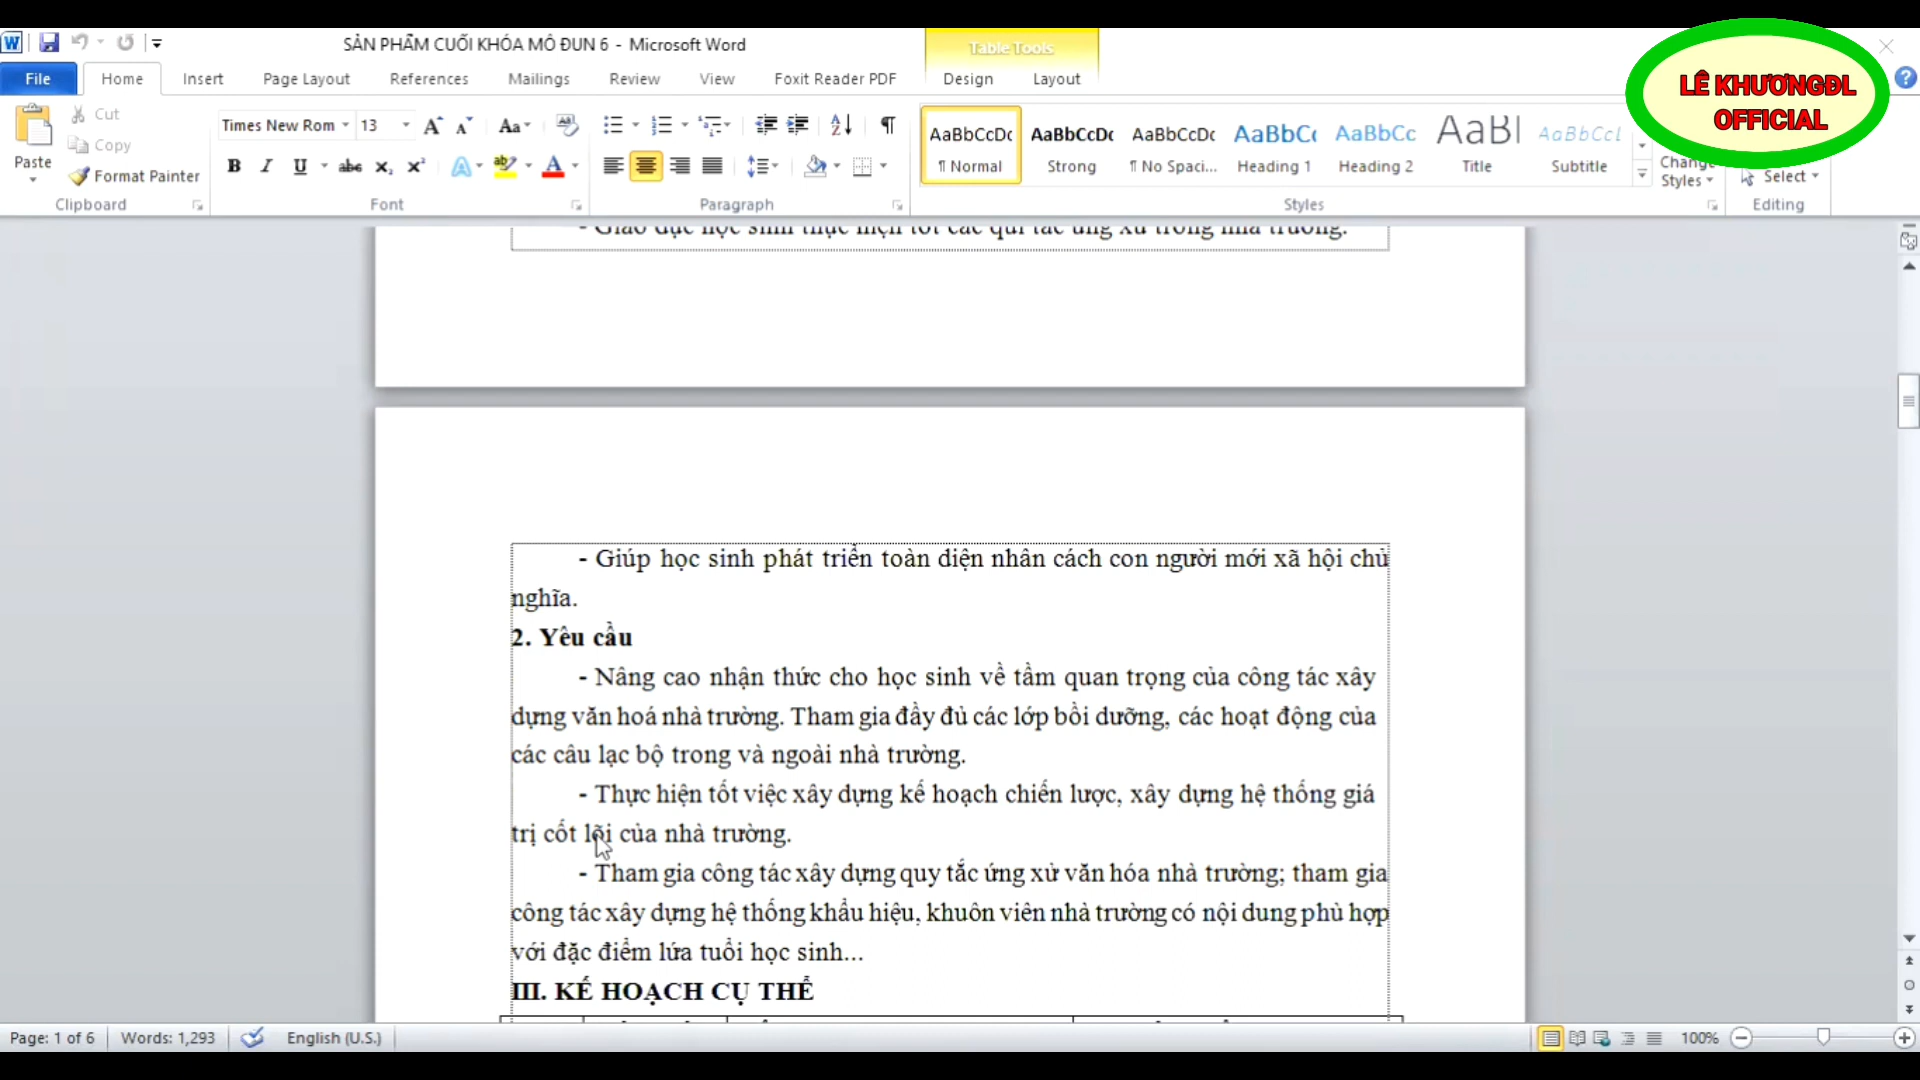 SẢN PHẨM CUỐI KHÓA MÔ ĐUN 6 - Microsoft Word
Table Tools
LÊ KHƯƠNGĐL
OFFICIAL
File Home Insert Page Layout References Mailings Review View Foxit Reader PDF Design Layout
Paste
Cut
Copy
Format Painter
Clipboard
Times New Rom 13
Font
Paragraph
AaBbCcDc AaBbCcDc AaBbCcDc AaBbCc AaBbCc AaBl AaBbCcL
¶ Normal Strong ¶ No Spaci... Heading 1 Heading 2 Title Subtitle
Change
Styles
Styles
Select
Editing
- Giáo dục học sinh thực hiện tốt các qui tắc ứng xử trong nhà trường.
- Giúp học sinh phát triển toàn diện nhân cách con người mới xã hội chủ
nghĩa.
2. Yêu cầu
- Nâng cao nhận thức cho học sinh về tầm quan trọng của công tác xây
dựng văn hoá nhà trường. Tham gia đầy đủ các lớp bồi dưỡng, các hoạt động của
các câu lạc bộ trong và ngoài nhà trường.
- Thực hiện tốt việc xây dựng kế hoạch chiến lược, xây dựng hệ thống giá
trị cốt lõi của nhà trường.
- Tham gia công tác xây dựng quy tắc ứng xử văn hóa nhà trường; tham gia
công tác xây dựng hệ thống khẩu hiệu, khuôn viên nhà trường có nội dung phù hợp
với đặc điểm lứa tuổi học sinh...
III. KẾ HOẠCH CỤ THỂ
Page: 1 of 6 Words: 1,293 English (U.S.) 100%